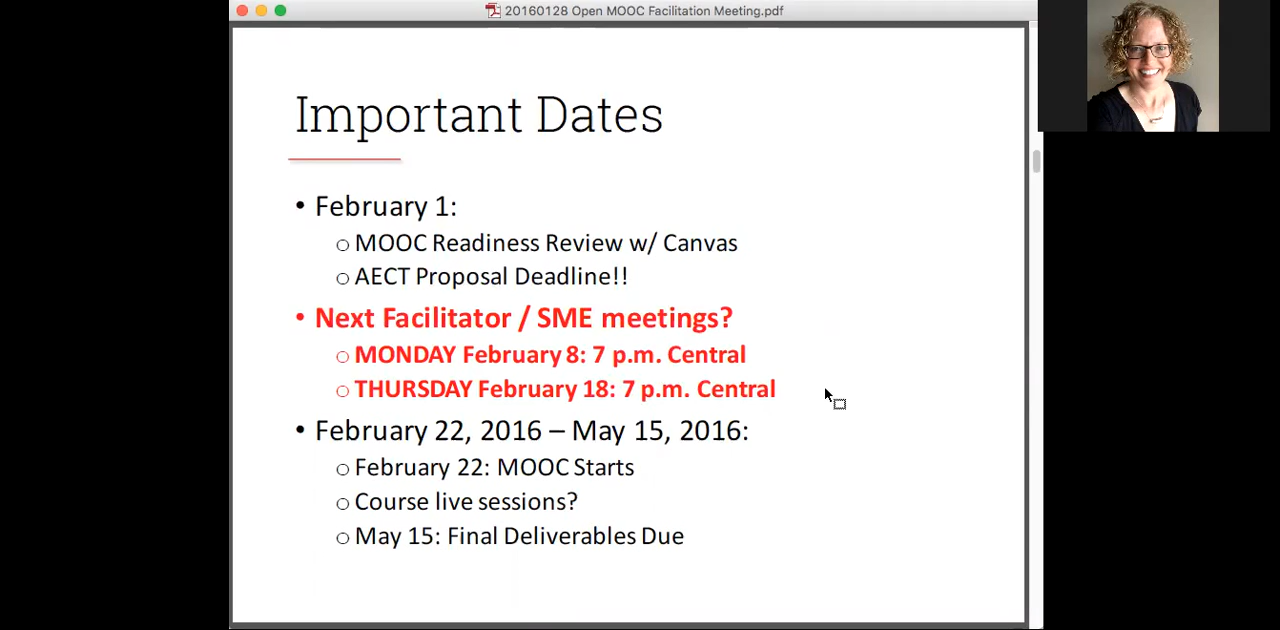 20160128 Open MOOC Facilitation Meeting.pdf
Important Dates
• February 1:
o MOOC Readiness Review w/ Canvas
o AECT Proposal Deadline!!
• Next Facilitator / SME meetings?
o MONDAY February 8: 7 p.m. Central
o THURSDAY February 18: 7 p.m. Central
• February 22, 2016 – May 15, 2016:
o February 22: MOOC Starts
o Course live sessions?
o May 15: Final Deliverables Due